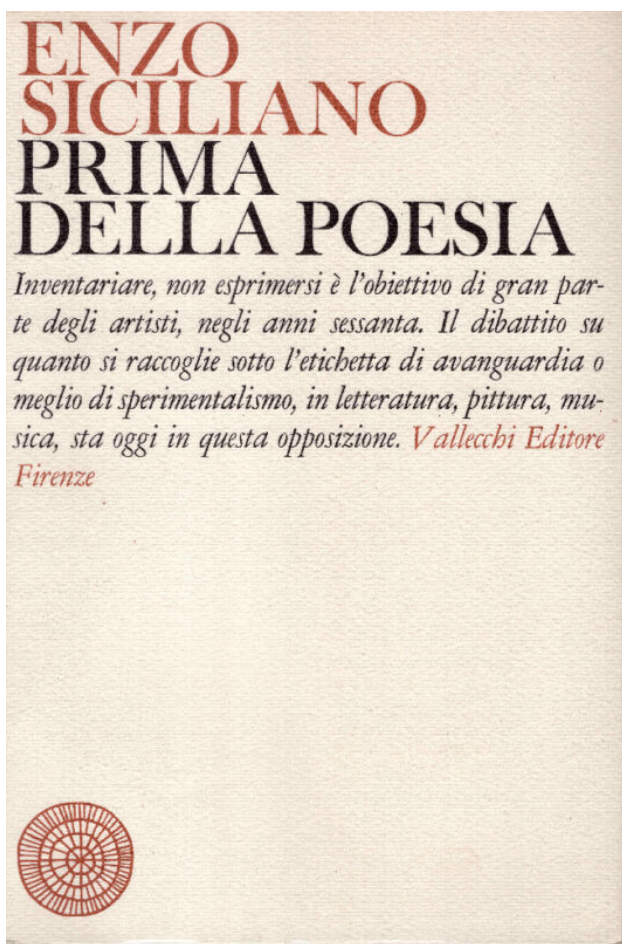 ENZO
SICILIANO
PRIMA
DELLA POESIA
Inventariare, non esprimersi è l'obiettivo di gran par-
te degli artisti, negli anni sessanta. Il dibattito su
quanto si raccoglie sotto l'etichetta di avanguardia o
meglio di sperimentalismo, in letteratura, pittura, mu-
sica, sta oggi in questa opposizione. Vallecchi Editore
Firenze